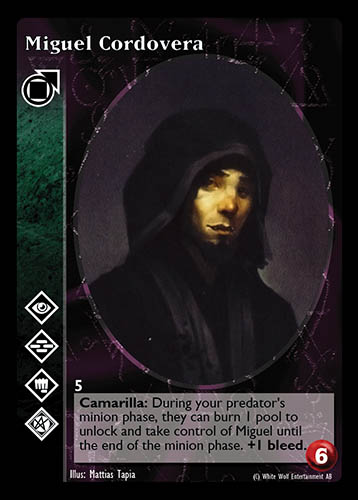 Miguel Cordovera
5
Camarilla: During your predator's
minion phase, they can burn 1 pool to
unlock and take control of Miguel until
the end of the minion phase. +1 bleed.
6
Illus: Mattias Tapia
(C) White Wolf Entertainment AB